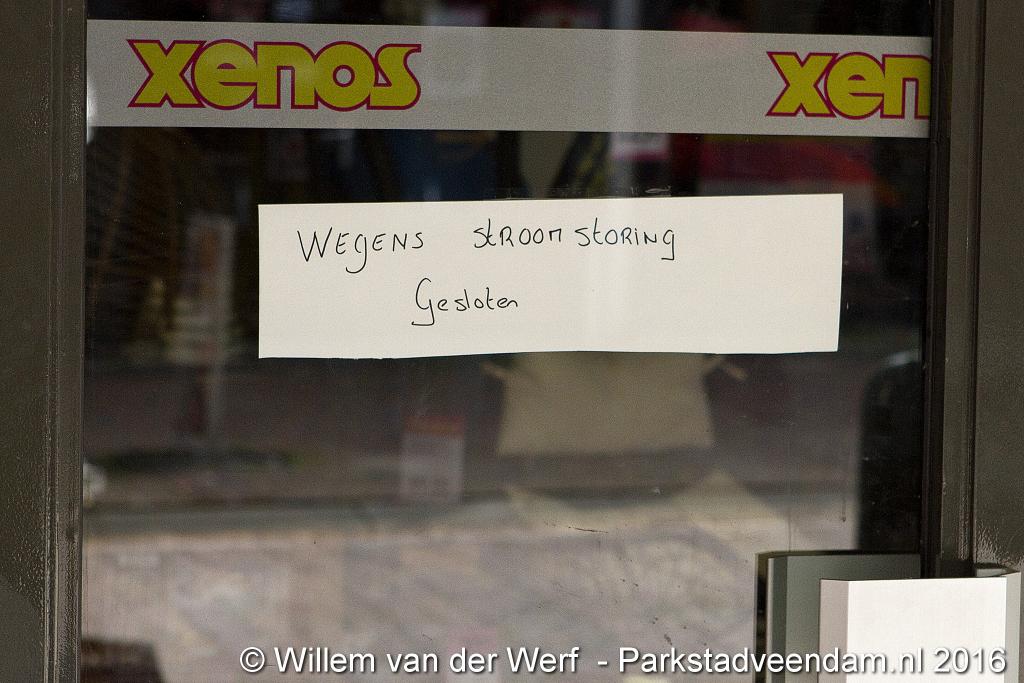 xenos xen
WEGENS STROOM STORING
Gesloten
© Willem van der Werf - Parkstadveendam.nl 2016